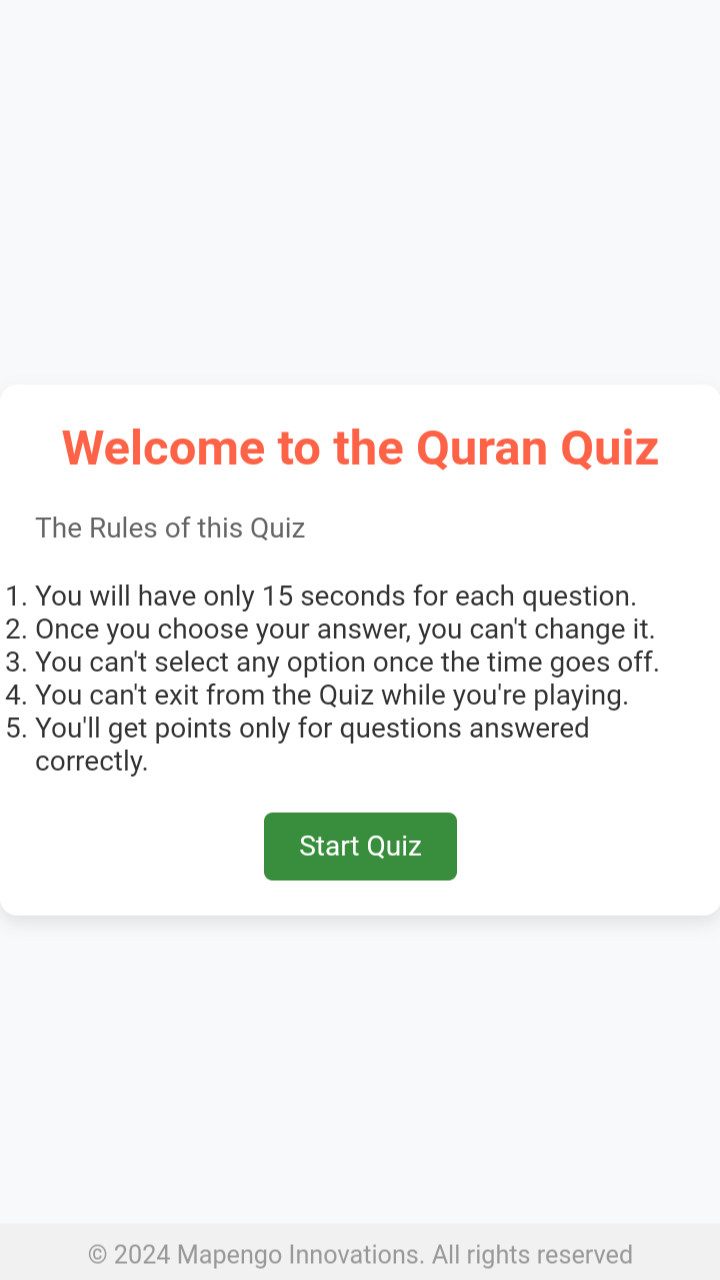 Welcome to the Quran Quiz
The Rules of this Quiz
1. You will have only 15 seconds for each question.
2. Once you choose your answer, you can't change it.
3. You can't select any option once the time goes off.
4. You can't exit from the Quiz while you're playing.
5. You'll get points only for questions answered
correctly.
Start Quiz
© 2024 Mapengo Innovations. All rights reserved